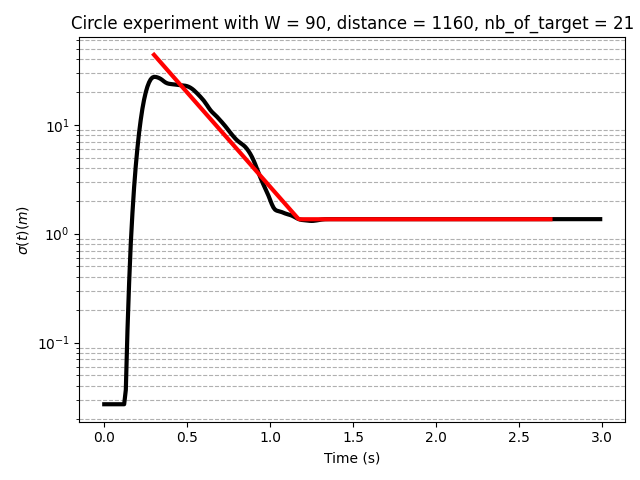 Circle experiment with W = 90, distance = 1160, nb_of_target = 21
10¹
10⁰
10⁻¹
σ(t)(m)
0.0 0.5 1.0 1.5 2.0 2.5 3.0
Time (s)